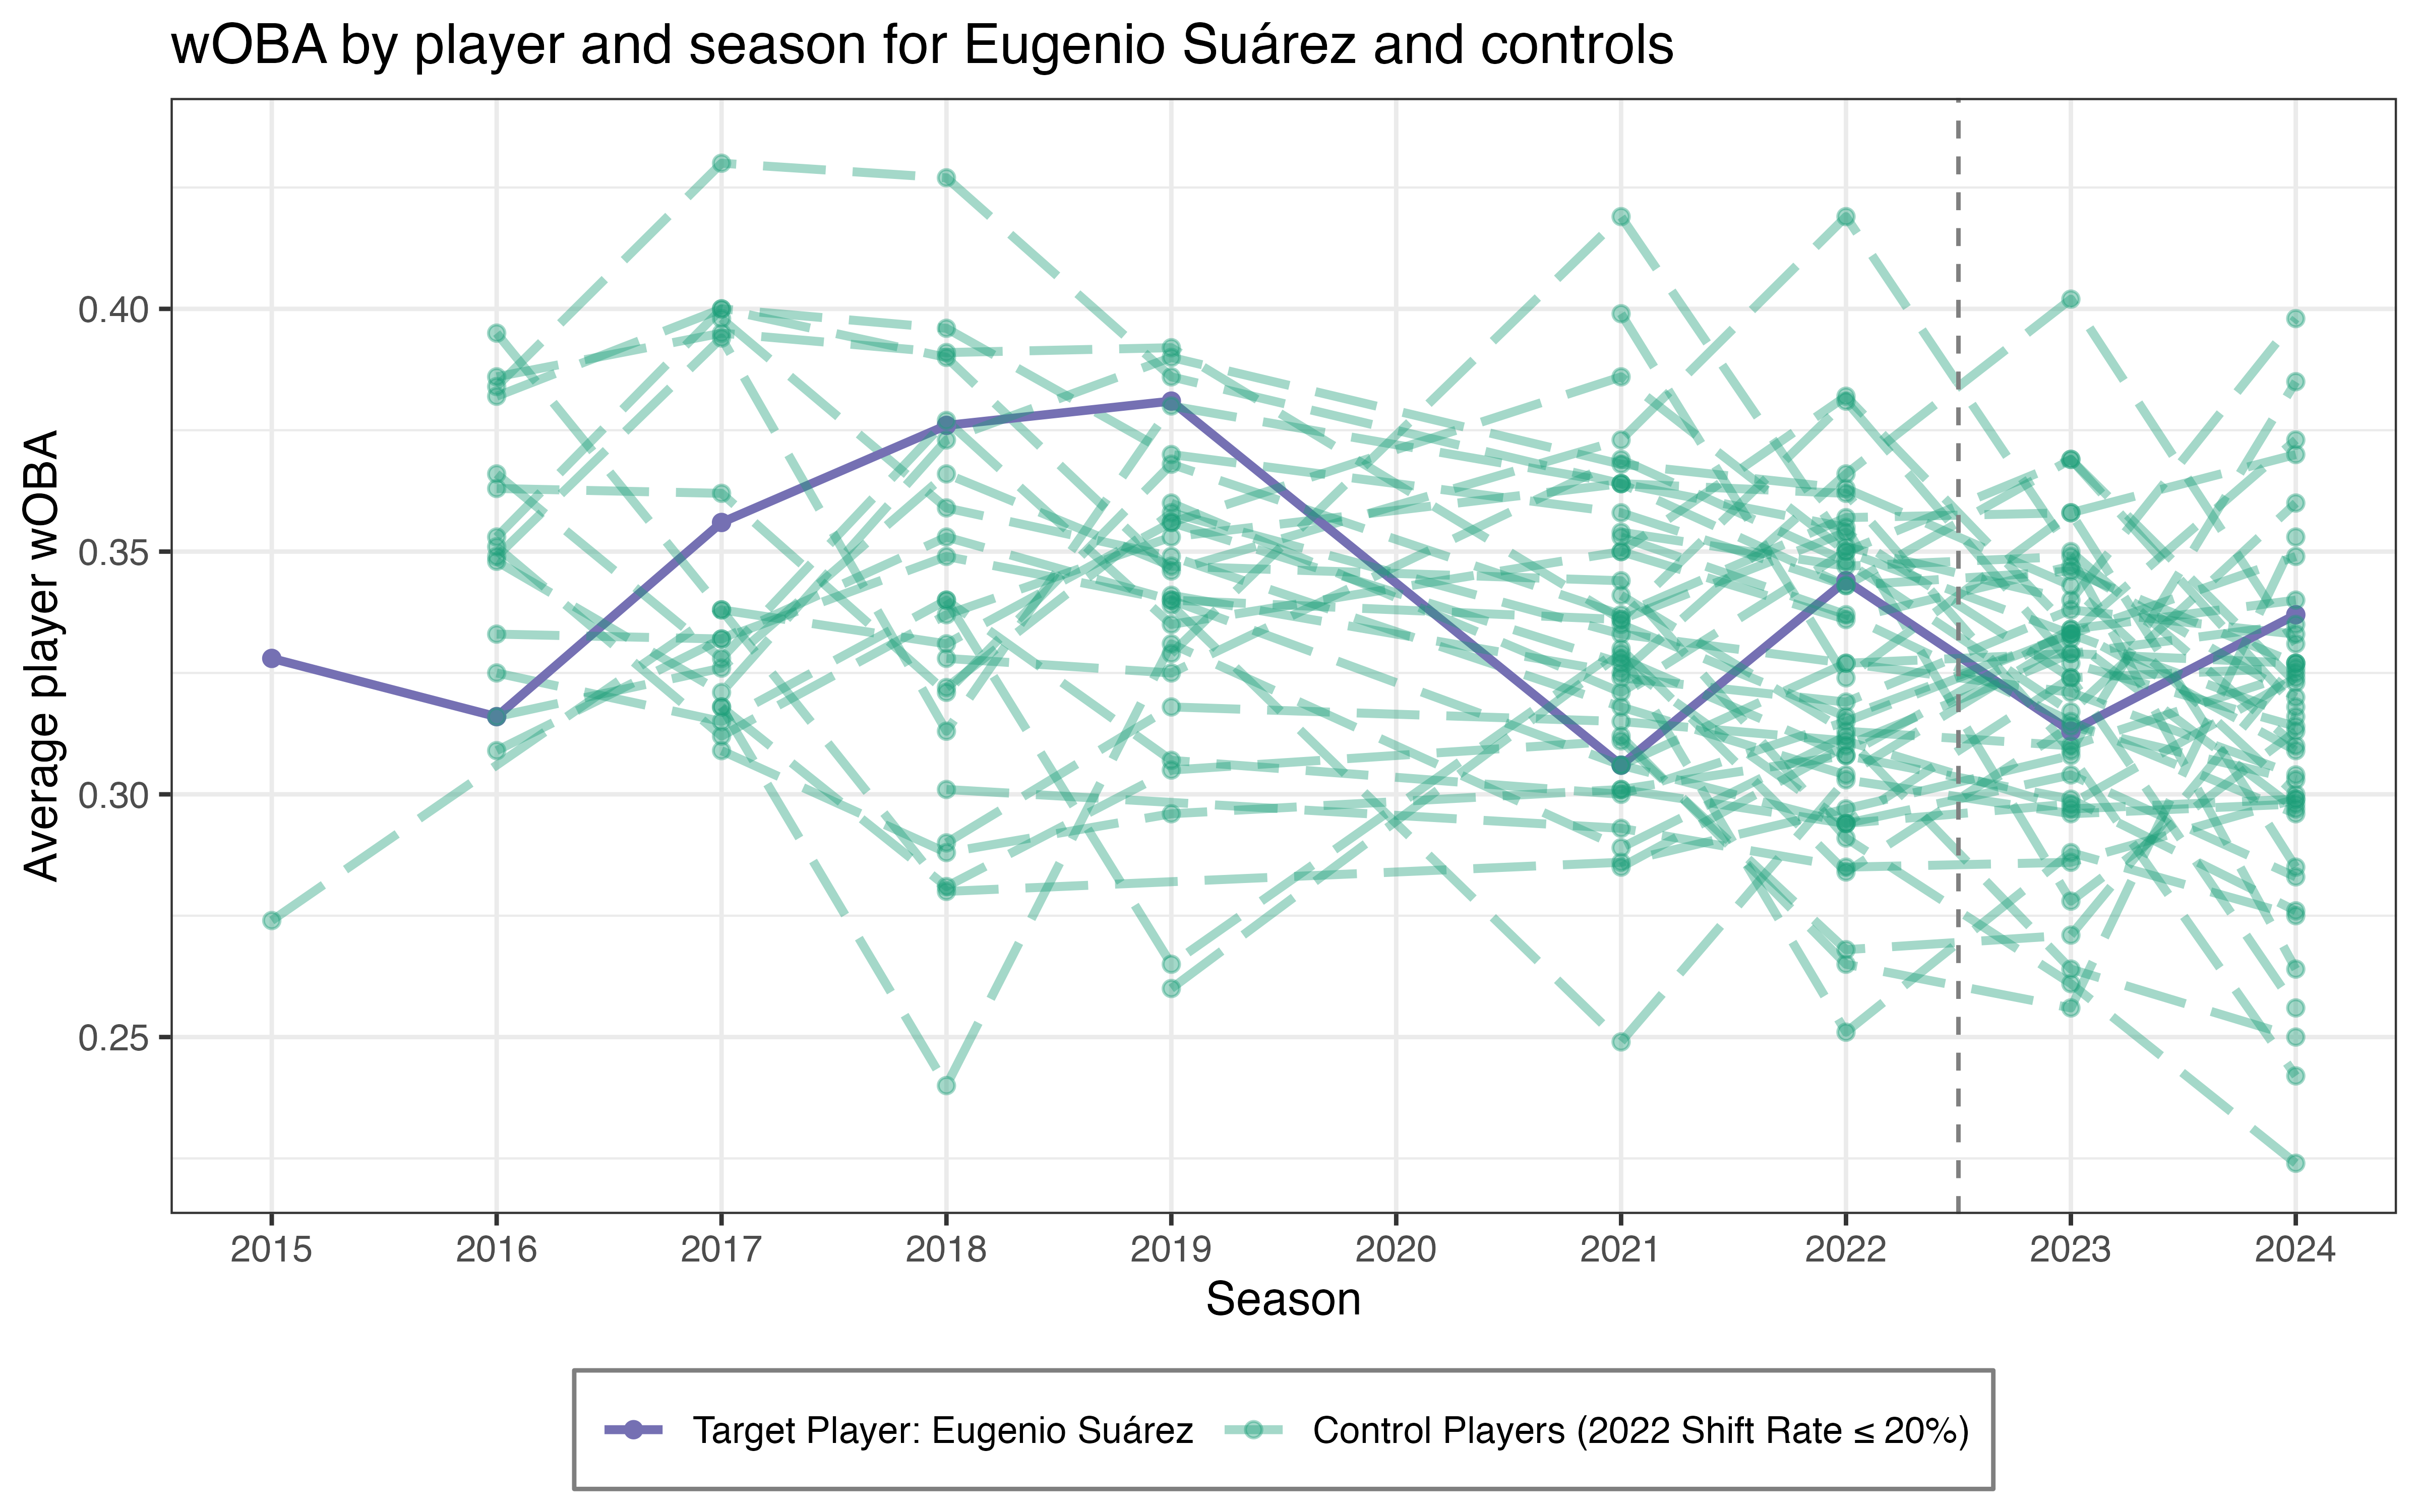 wOBA by player and season for Eugenio Suárez and controls
Average player wOBA
0.40
0.35
0.30
0.25
2015 2016 2017 2018 2019 2020 2021 2022 2023 2024
Season
Target Player: Eugenio Suárez Control Players (2022 Shift Rate ≤ 20%)